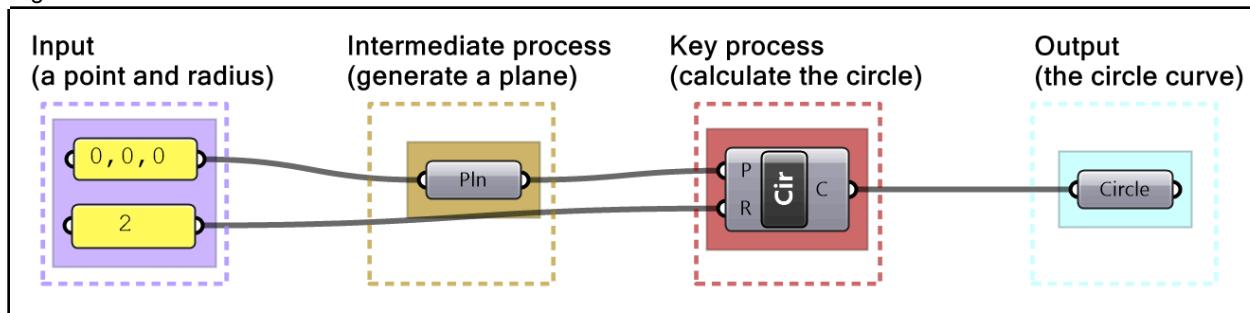 Input
(a point and radius)
Intermediate process
(generate a plane)
Key process
(calculate the circle)
Output
(the circle curve)
0,0,0
2
Pln
P
R
Cir
C
Circle